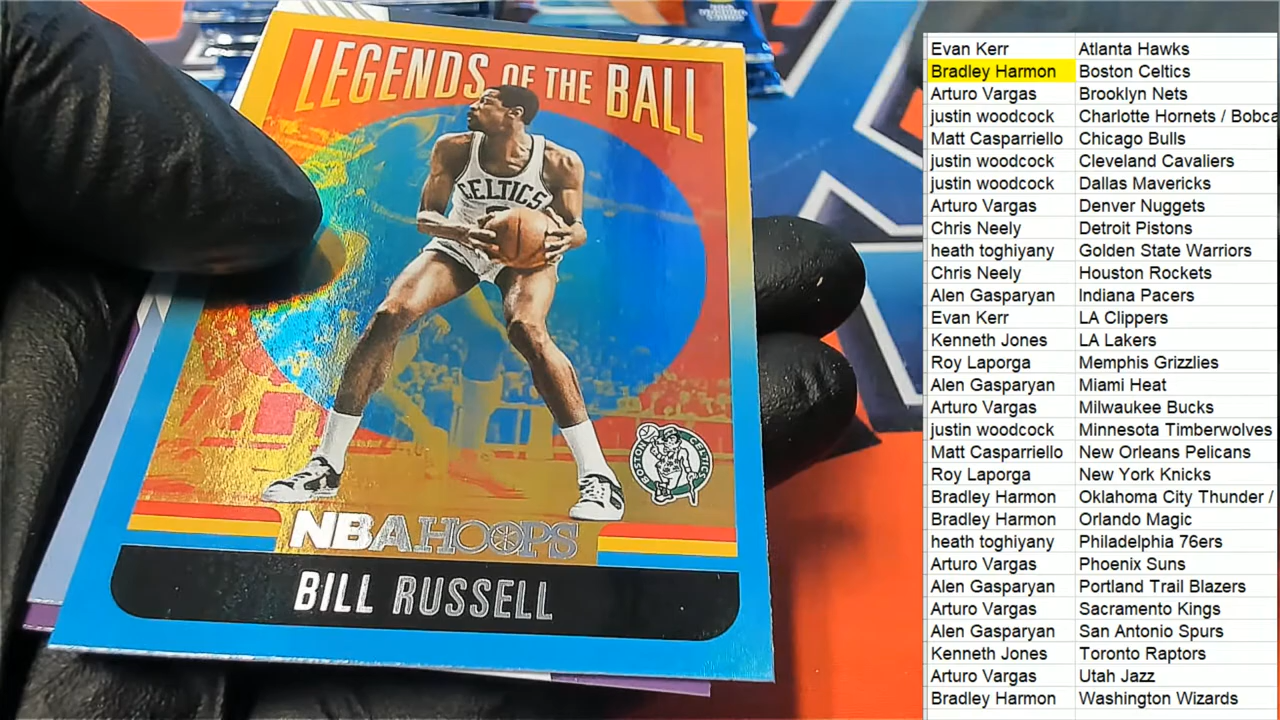 LEGENDS OF THE BALL
CELTICS
BOSTON CELTICS
NBA HOOPS
BILL RUSSELL
Evan Kerr Atlanta Hawks
Bradley Harmon Boston Celtics
Arturo Vargas Brooklyn Nets
justin woodcock Charlotte Hornets / Bobca
Matt Casparriello Chicago Bulls
justin woodcock Cleveland Cavaliers
justin woodcock Dallas Mavericks
Arturo Vargas Denver Nuggets
Chris Neely Detroit Pistons
heath toghiyany Golden State Warriors
Chris Neely Houston Rockets
Alen Gasparyan Indiana Pacers
Evan Kerr LA Clippers
Kenneth Jones LA Lakers
Roy Laporga Memphis Grizzlies
Alen Gasparyan Miami Heat
Arturo Vargas Milwaukee Bucks
justin woodcock Minnesota Timberwolves
Matt Casparriello New Orleans Pelicans
Roy Laporga New York Knicks
Bradley Harmon Oklahoma City Thunder /
Bradley Harmon Orlando Magic
heath toghiyany Philadelphia 76ers
Arturo Vargas Phoenix Suns
Alen Gasparyan Portland Trail Blazers
Arturo Vargas Sacramento Kings
Alen Gasparyan San Antonio Spurs
Kenneth Jones Toronto Raptors
Arturo Vargas Utah Jazz
Bradley Harmon Washington Wizards